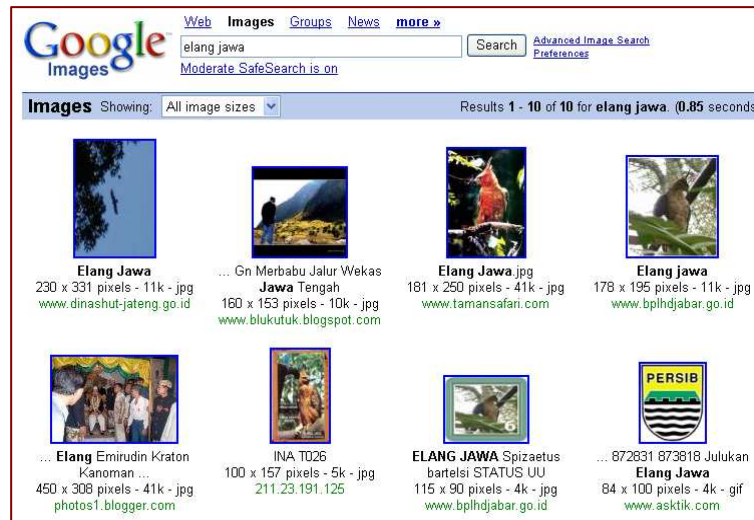 Web Images Groups News more »
Google
Images
elang jawa
Search
Advanced Image Search
Preferences
Moderate SafeSearch is on
Images Showing: All image sizes
Results 1 - 10 of 10 for elang jawa. (0.85 seconds
Elang Jawa
230 x 331 pixels - 11k - jpg
www.dinashut-jateng.go.id
... Gn Merbabu Jalur Wekas
Jawa Tengah
160 x 153 pixels - 10k - jpg
www.blukutuk.blogspot.com
Elang Jawa.jpg
181 x 250 pixels - 41k - jpg
www.tamansafari.com
Elang jawa
178 x 195 pixels - 11k - jpg
www.bplhdjabar.go.id
... Elang Emirudin Kraton
Kanoman ...
450 x 308 pixels - 41k - jpg
photos1.blogger.com
INA T026
100 x 157 pixels - 5k - jpg
211.23.191.125
6
ELANG JAWA Spizaetus
bartelsi STATUS UU
115 x 90 pixels - 4k - jpg
www.bplhdjabar.go.id
PERSIB
... 872831 873818 Julukan
Elang Jawa
84 x 100 pixels - 4k - gif
www.asktik.com